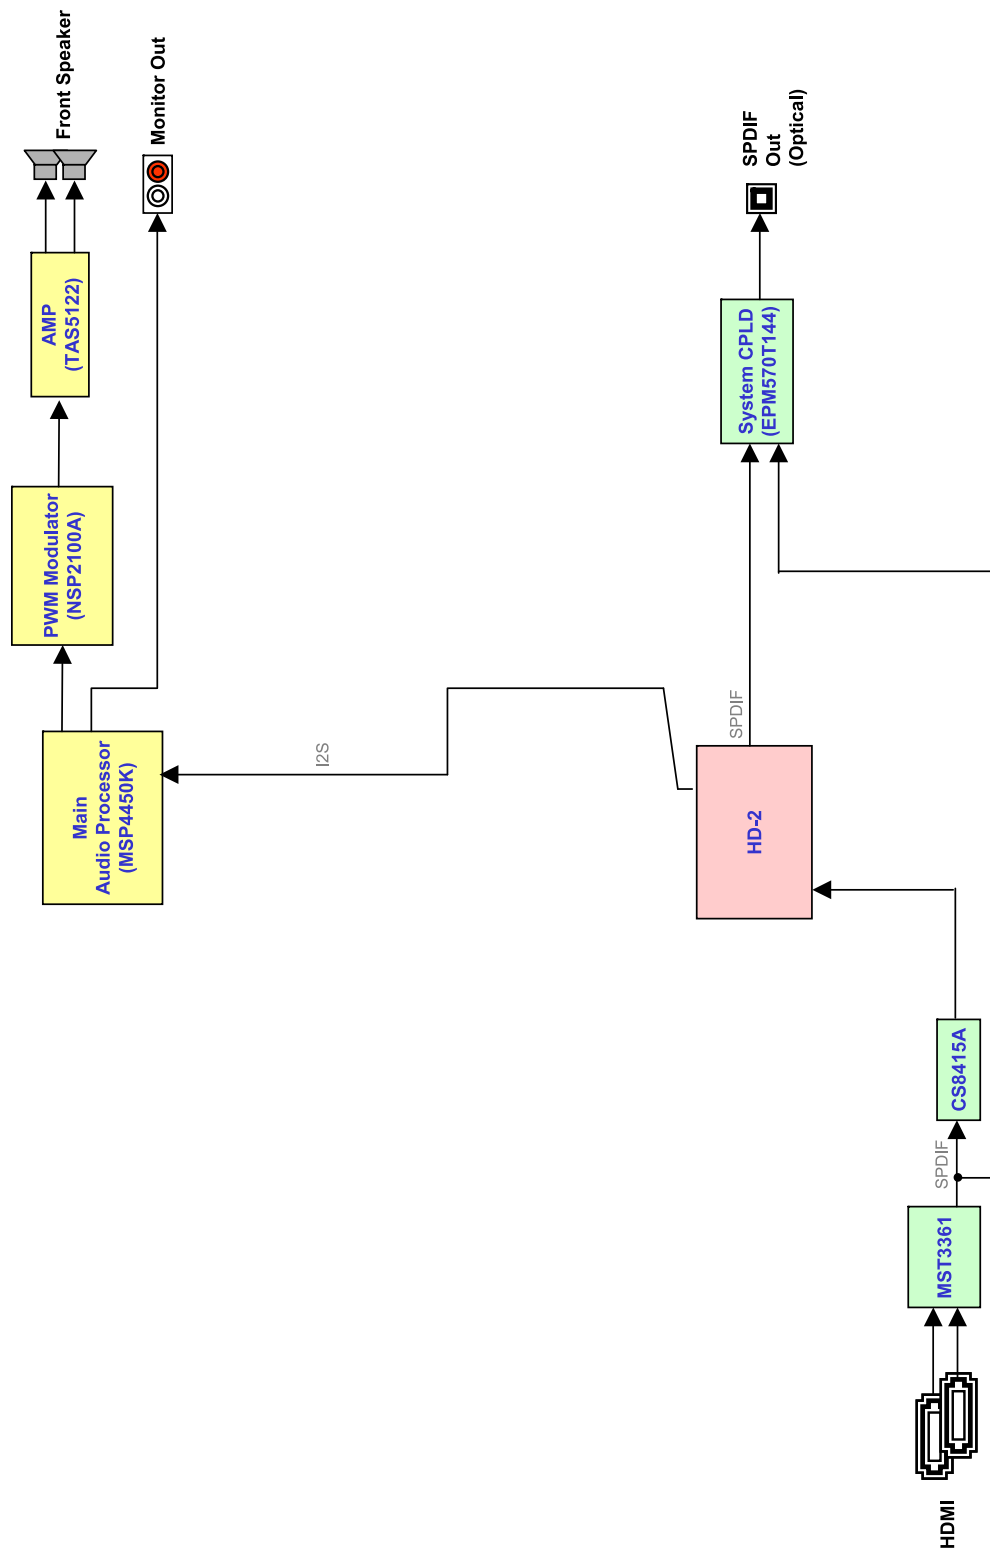 Front Speaker
Monitor Out
AMP
(TAS5122)
PWM Modulator
(NSP2100A)
Main
Audio Processor
(MSP4450K)
I2S
SPDIF
Out
(Optical)
System CPLD
(EPM570T144)
SPDIF
HD-2
CS8415A
SPDIF
MST3361
HDMI